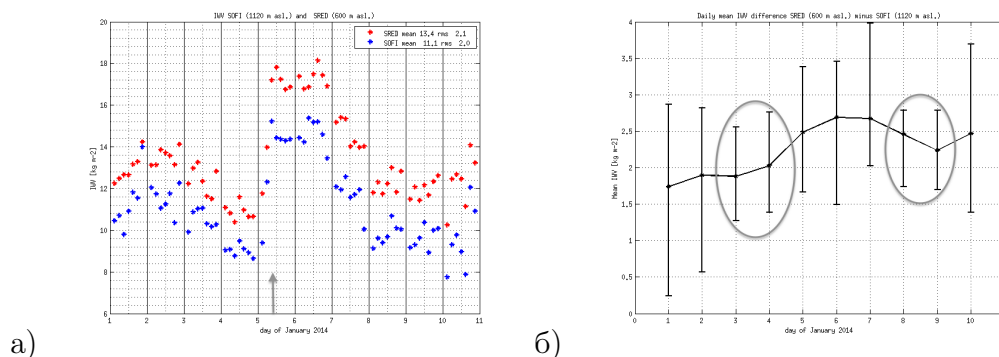 IWV SOFI (1120 m asl.) and SRED (600 m asl.)
20
18
16
14
12
10
8
6
IWV [kg m-2]
SRED mean 13.4 rms 2.1
SOFI mean 11.1 rms 2.0
1 2 3 4 5 6 7 8 9 10 11
day of January 2014
а)
Daily mean IWV difference SRED (600 m asl.) minus SOFI (1120 m asl.)
4
3.5
3
2.5
2
1.5
1
0.5
0
Mean IWV [kg m-2]
0 1 2 3 4 5 6 7 8 9 10
day of January 2014
б)